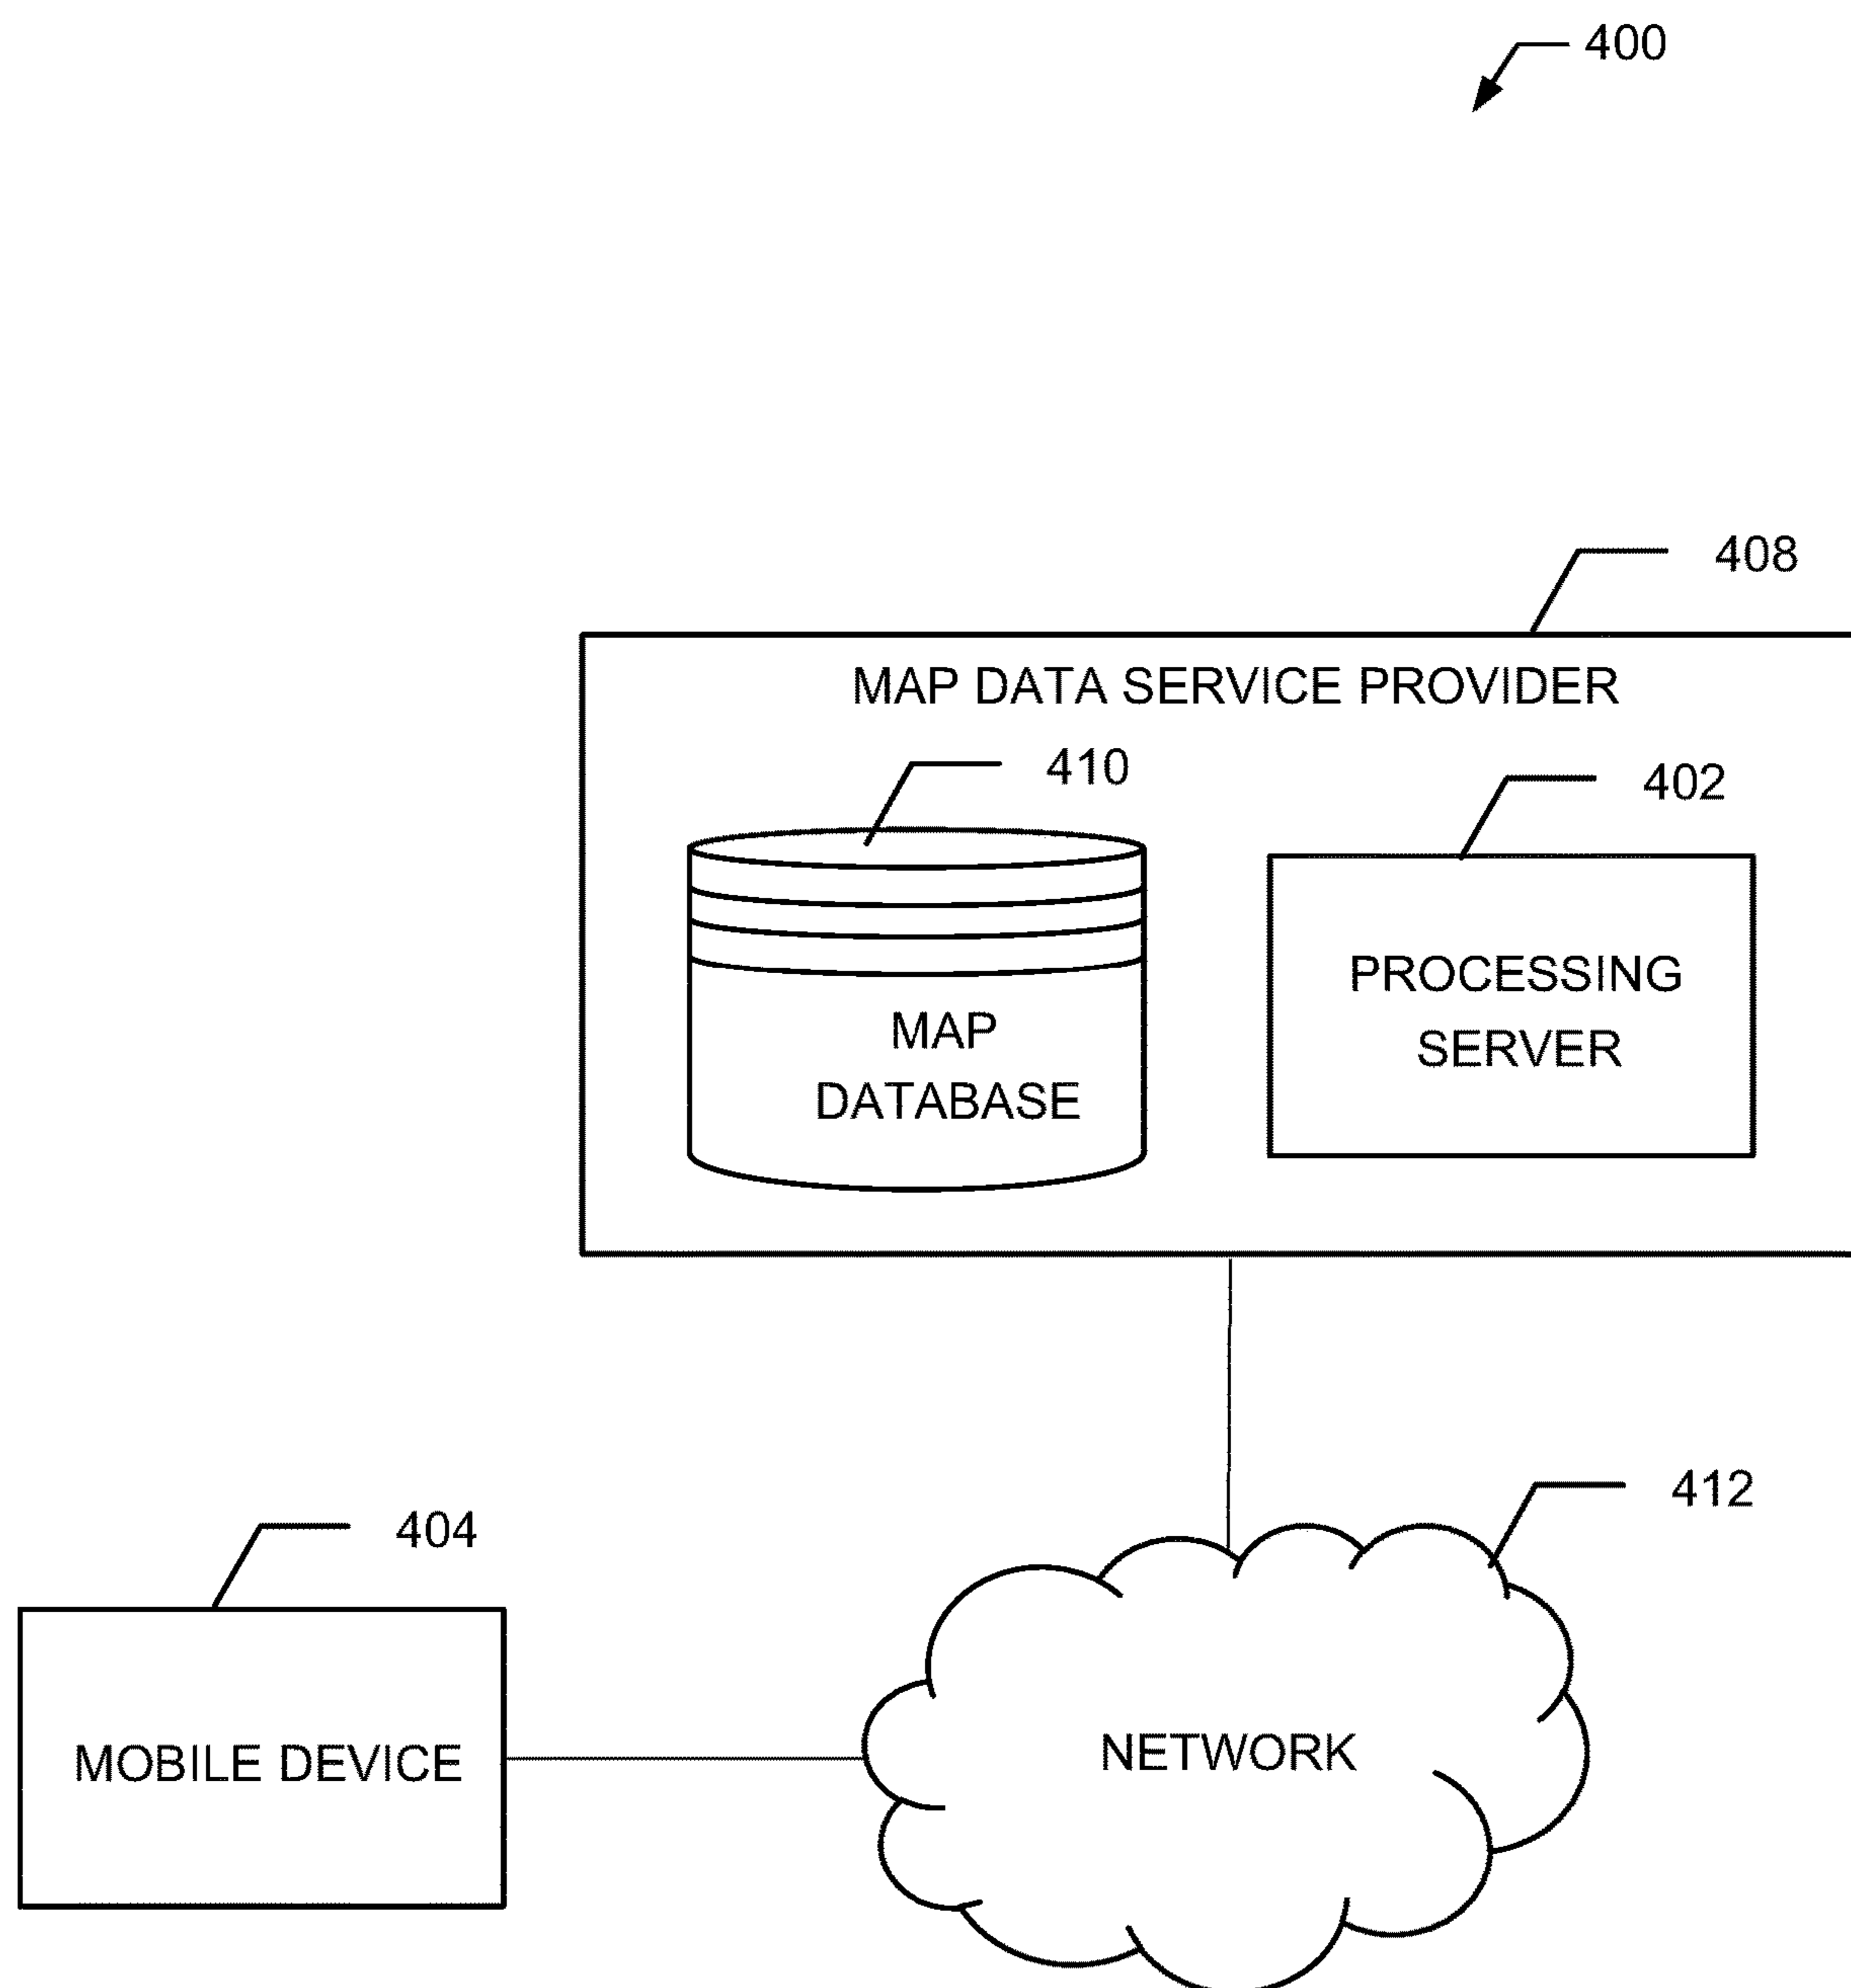 400
408
MAP DATA SERVICE PROVIDER
410
402
MAP
DATABASE
PROCESSING
SERVER
412
404
MOBILE DEVICE
NETWORK